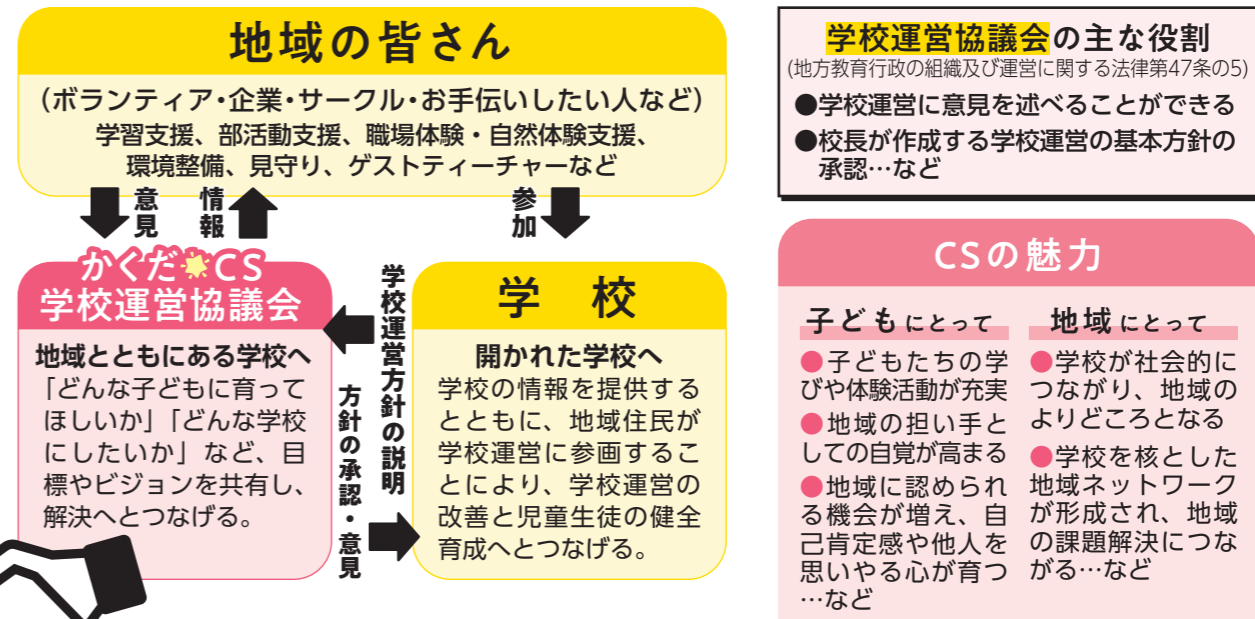 地域の皆さん
（ボランティア・企業・サークル・お手伝いしたい人など）
学習支援、部活動支援、職場体験・自然体験支援、
環境整備、見守り、ゲストティーチャーなど
意見
情報
参加
かくだCS
学校運営協議会
地域とともにある学校へ
「どんな子どもに育って
ほしいか」「どんな学校
にしたいか」など、目
標やビジョンを共有し、
解決へとつなげる。
学校運営方針の説明
方針の承認・意見
学　校
開かれた学校へ
学校の情報を提供する
とともに、地域住民が
学校運営に参画するこ
とにより、学校運営の
改善と児童生徒の健全
育成へとつなげる。
学校運営協議会の主な役割
(地方教育行政の組織及び運営に関する法律第47条の5)
●学校運営に意見を述べることができる
●校長が作成する学校運営の基本方針の
承認…など
CSの魅力
子どもにとって
●子どもたちの学
びや体験活動が充実
●地域の担い手と
しての自覚が高まる
●地域に認められ
る機会が増え、自
己肯定感や他人を
思いやる心が育つ
…など
地域にとって
●学校が社会的に
つながり、地域の
よりどころとなる
●学校を核とした
地域ネットワーク
が形成され、地域
の課題解決につな
がる…など